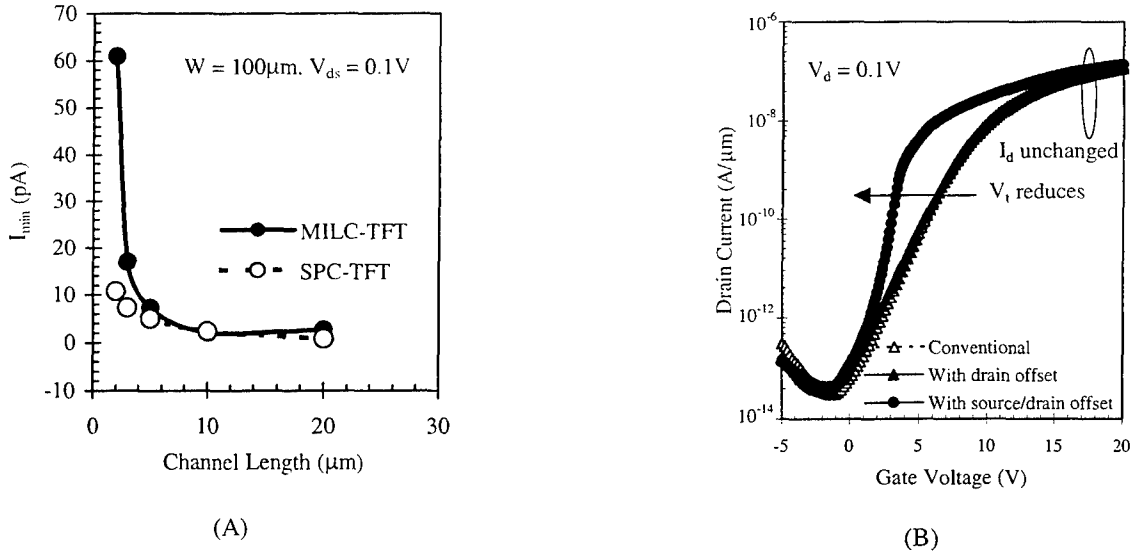 70
60
50
40
30
20
10
0
-10
0
10
20
30
I_min (pA)
W = 100μm. V_ds = 0.1V
MILC-TFT
SPC-TFT
Channel Length (μm)
(A)
10^-6
10^-8
10^-10
10^-12
10^-14
-5
0
5
10
15
20
Drain Current (A/μm)
V_d = 0.1V
I_d unchanged
V_t reduces
Conventional
With drain offset
With source/drain offset
Gate Voltage (V)
(B)